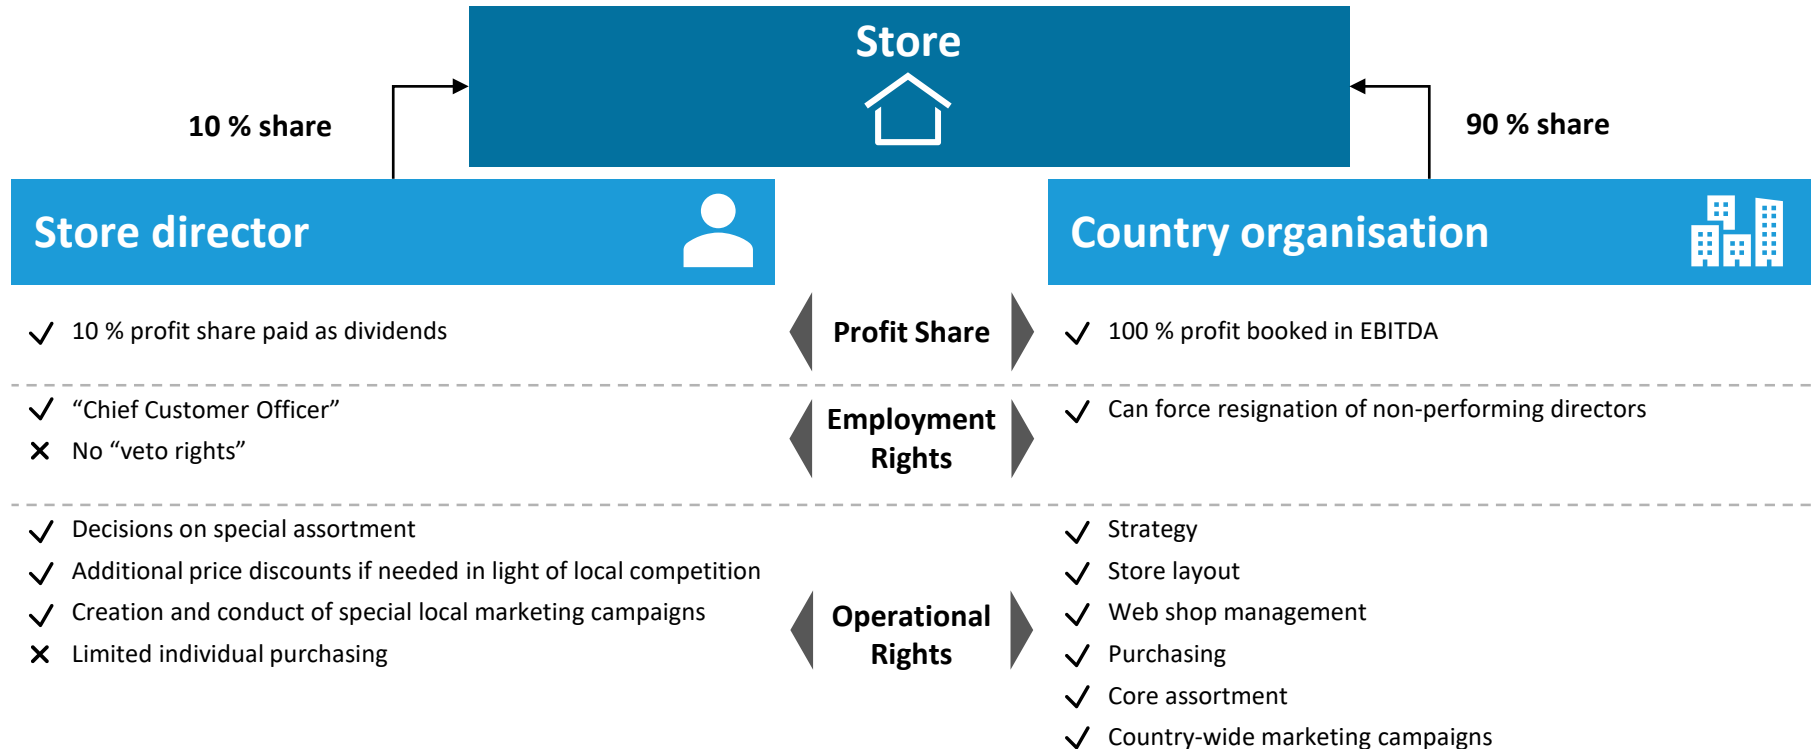 Store
10 % share
90 % share
Store director
Country organisation
10 % profit share paid as dividends
Profit Share
100 % profit booked in EBITDA
“Chief Customer Officer”
No “veto rights”
Employment
Rights
Can force resignation of non-performing directors
Decisions on special assortment
Additional price discounts if needed in light of local competition
Creation and conduct of special local marketing campaigns
Limited individual purchasing
Operational
Rights
Strategy
Store layout
Web shop management
Purchasing
Core assortment
Country-wide marketing campaigns